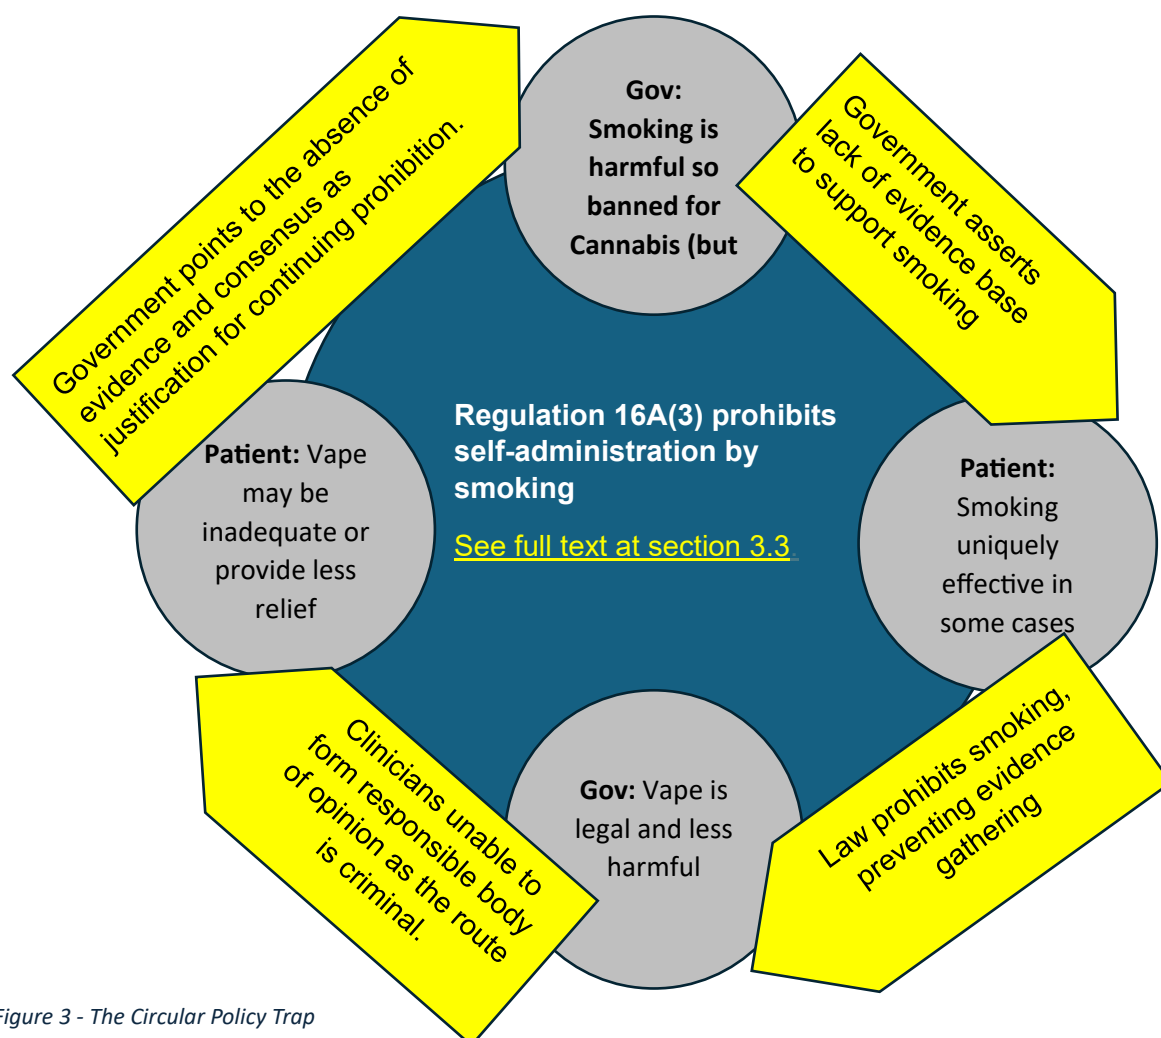 Gov:
Smoking is
harmful so
banned for
Cannabis (but
Government asserts
lack of evidence base
to support smoking
Patient:
Smoking
uniquely
effective in
some cases
Law prohibits smoking,
preventing evidence
gathering
Gov: Vape is
legal and less
harmful
Clinicians unable to
form responsible body
of opinion as the route
is criminal.
Patient: Vape
may be
inadequate or
provide less
relief
Government points to the absence of
evidence and consensus as
justification for continuing prohibition.
Regulation 16A(3) prohibits
self-administration by
smoking
See full text at section 3.3.
Figure 3 - The Circular Policy Trap